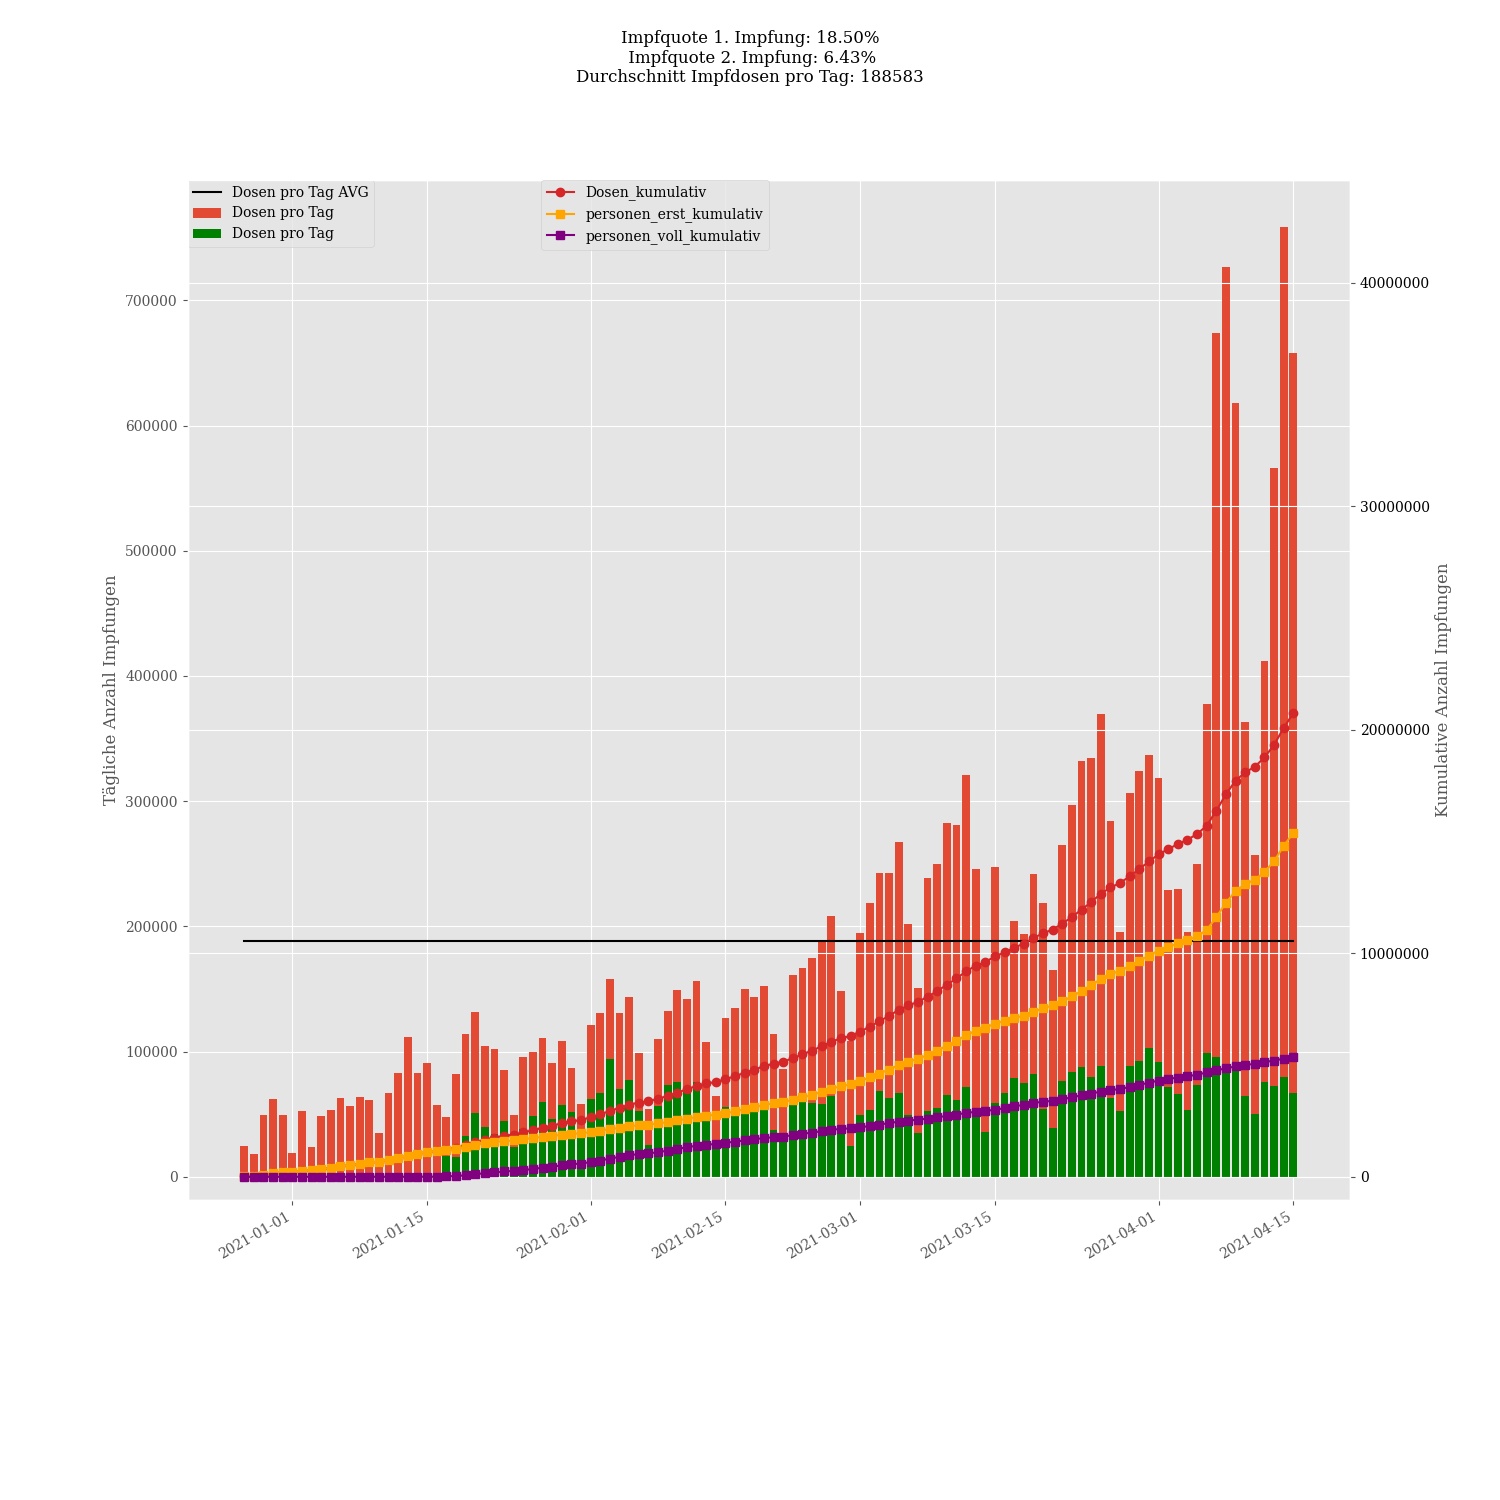 Impfquote 1. Impfung: 18.50%
Impfquote 2. Impfung: 6.43%
Durchschnitt Impfdosen pro Tag: 188583
Dosen pro Tag AVG
Dosen pro Tag
Dosen pro Tag
Dosen_kumulativ
personen_erst_kumulativ
personen_voll_kumulativ
Tägliche Anzahl Impfungen
700000
600000
500000
400000
300000
200000
100000
0
40000000
30000000
20000000
10000000
0
Kumulative Anzahl Impfungen
2021-01-01
2021-01-15
2021-02-01
2021-02-15
2021-03-01
2021-03-15
2021-04-01
2021-04-15